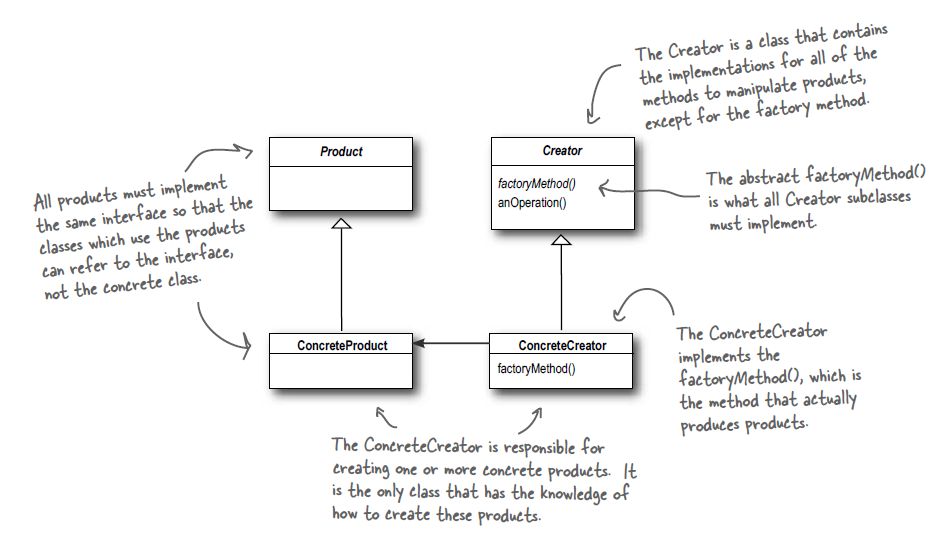 The Creator is a class that contains
the implementations for all of the
methods to manipulate products,
except for the factory method.
Product
Creator
factoryMethod()
anOperation()
The abstract factoryMethod()
is what all Creator subclasses
must implement.
All products must implement
the same interface so that the
classes which use the products
can refer to the interface,
not the concrete class.
ConcreteProduct
ConcreteCreator
factoryMethod()
The ConcreteCreator
implements the
factoryMethod(), which is
the method that actually
produces products.
The ConcreteCreator is responsible for
creating one or more concrete products. It
is the only class that has the knowledge of
how to create these products.